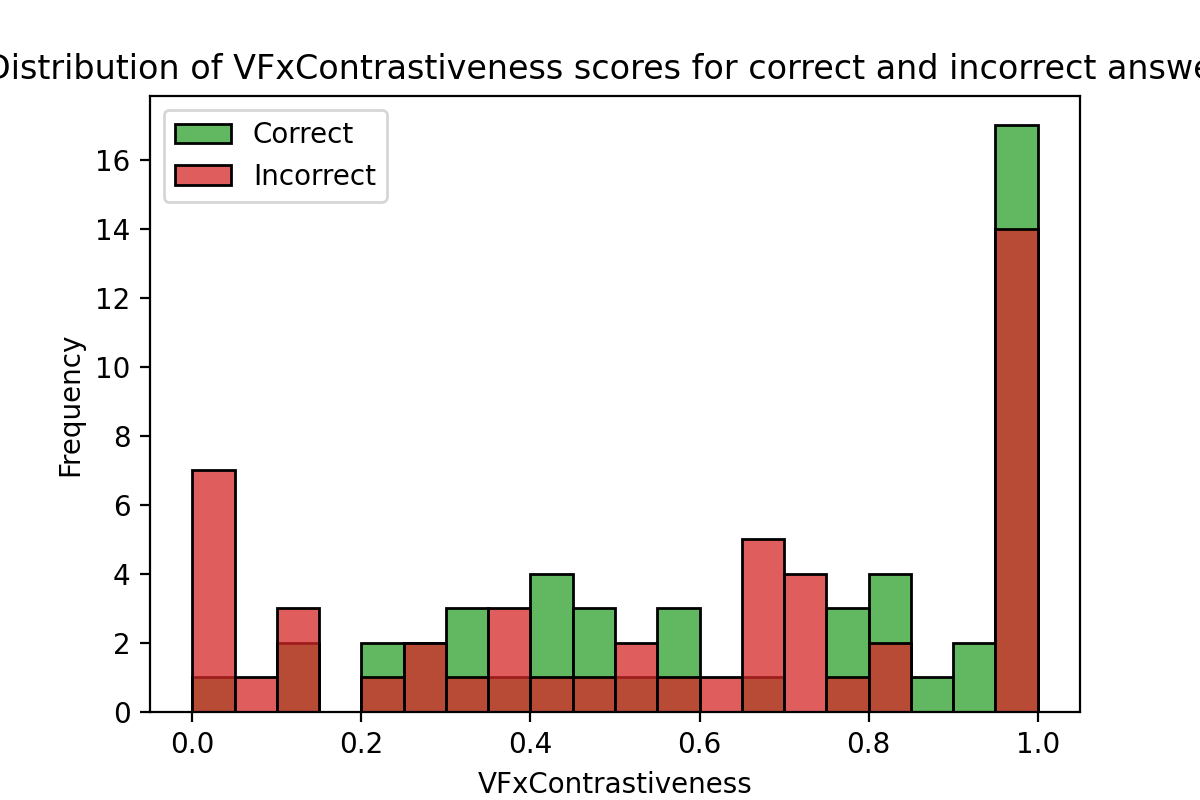 Distribution of VFxContrastiveness scores for correct and incorrect answe
Correct
Incorrect
16
14
12
10
8
6
4
2
0
Frequency
0.0 0.2 0.4 0.6 0.8 1.0
VFxContrastiveness